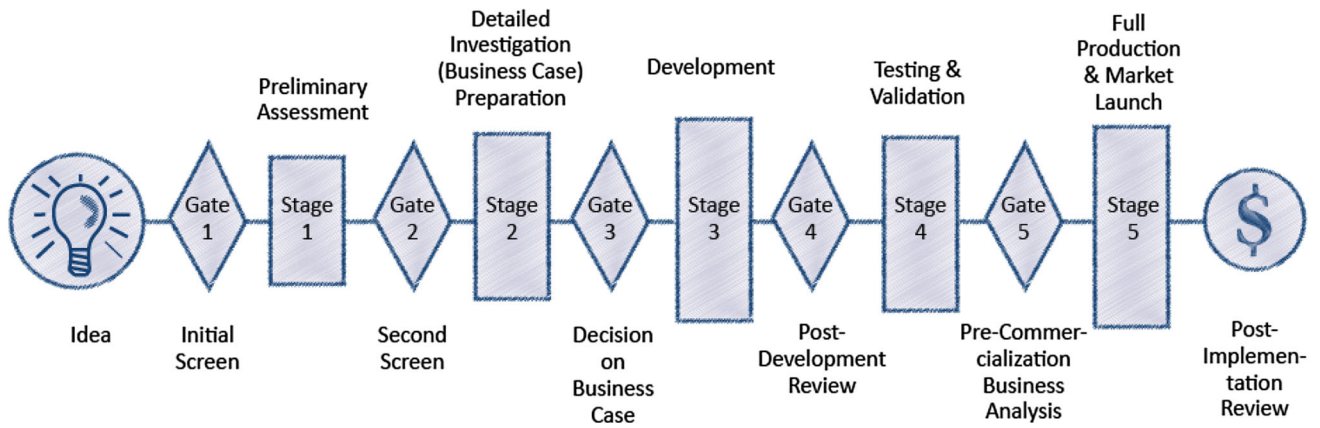 Idea
Gate
1
Initial
Screen
Preliminary
Assessment
Stage
1
Gate
2
Second
Screen
Detailed
Investigation
(Business Case)
Preparation
Stage
2
Gate
3
Decision
on
Business
Case
Development
Stage
3
Gate
4
Post-
Development
Review
Testing &
Validation
Stage
4
Gate
5
Pre-Commer-
cialization
Business
Analysis
Full
Production
& Market
Launch
Stage
5
$
Post-
Implemen-
tation
Review